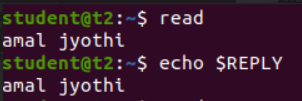 student@t2:~$ read
amal jyothi
student@t2:~$ echo $REPLY
amal jyothi